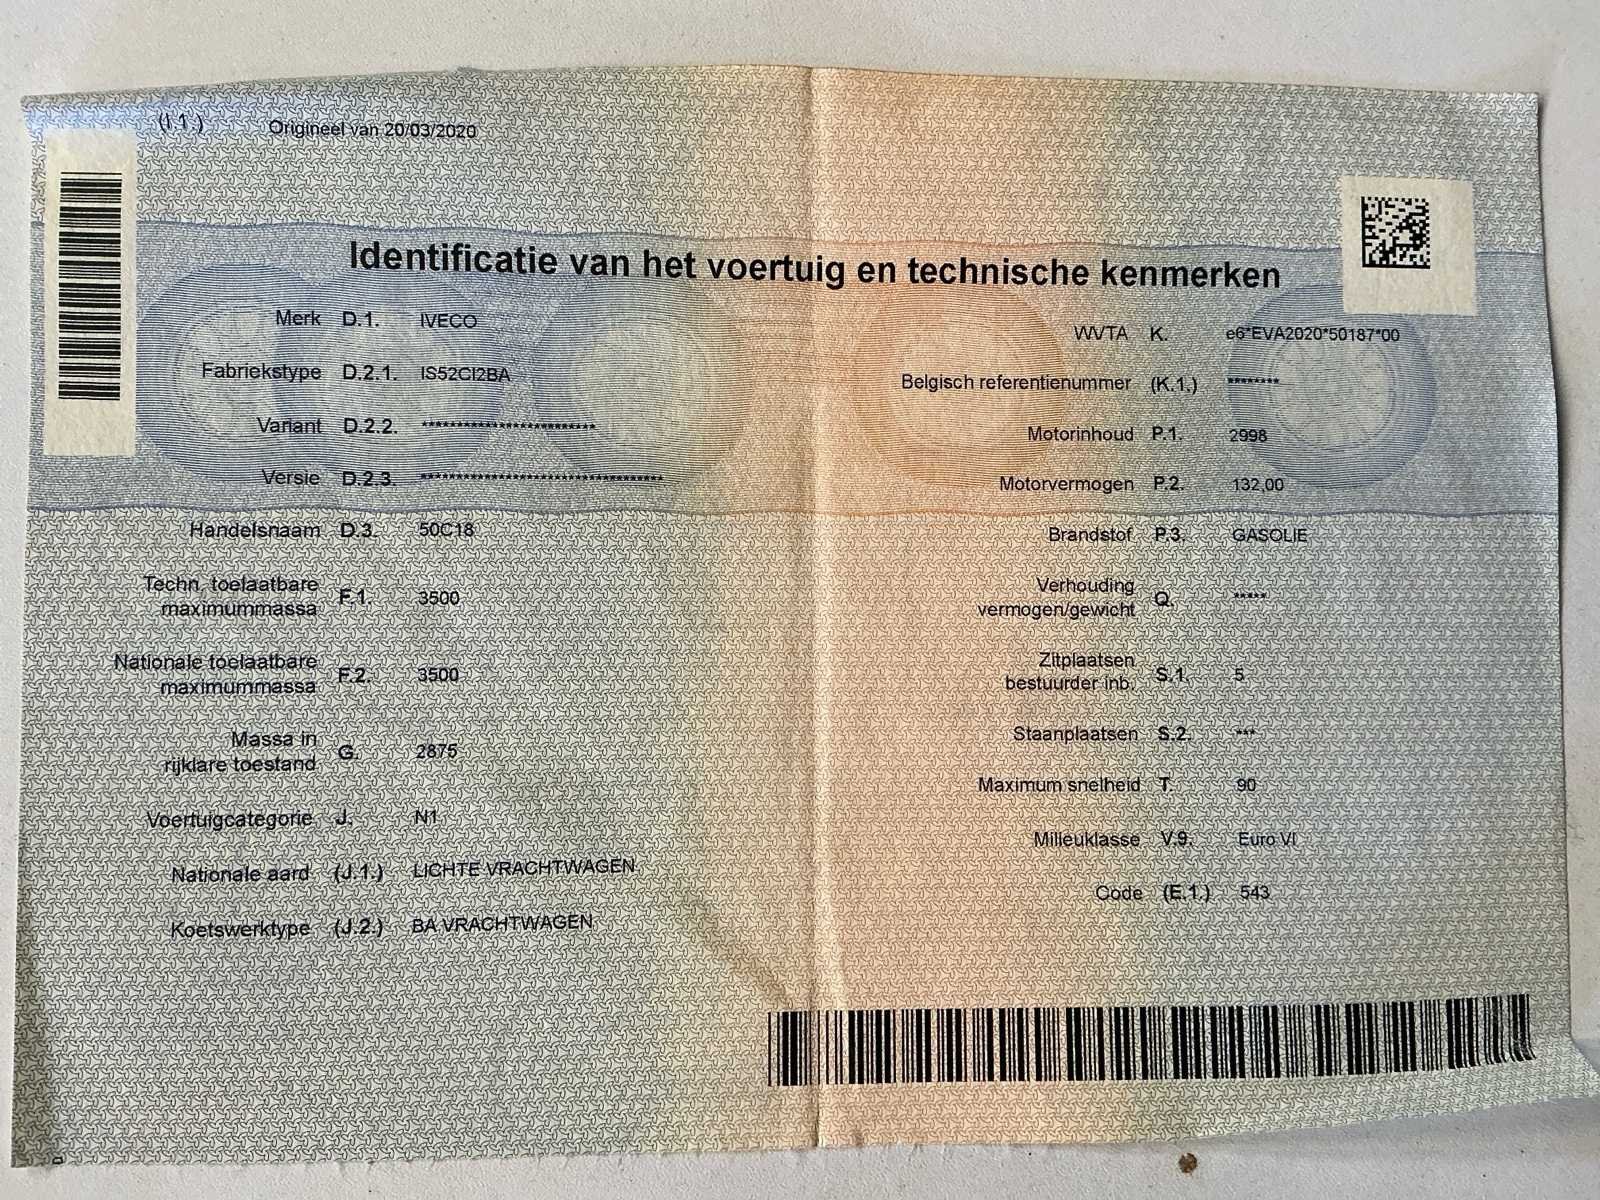 (I.1.) Origineel van 20/03/2020
Identificatie van het voertuig en technische kenmerken
Merk D.1. IVECO
Fabriekstype D.2.1. IS52CI2BA
Variant D.2.2. *************************
Versie D.2.3. ***********************************
Handelsnaam D.3. 50C18
Techn. toelaatbare
maximummassa F.1. 3500
Nationale toelaatbare
maximummassa F.2. 3500
Massa in
rijklare toestand G. 2875
Voertuigcategorie J. N1
Nationale aard (J.1.) LICHTE VRACHTWAGEN
Koetswerktype (J.2.) BA VRACHTWAGEN
WVTA K. e6*EVA2020*50187*00
Belgisch referentienummer (K.1.) ********
Motorinhoud P.1. 2998
Motorvermogen P.2. 132,00
Brandstof P.3. GASOLIE
Verhouding
vermogen/gewicht Q. *****
Zitplaatsen
bestuurder inb. S.1. 5
Staanplaatsen S.2. ***
Maximum snelheid T. 90
Milieuklasse V.9. Euro VI
Code (E.1.) 543